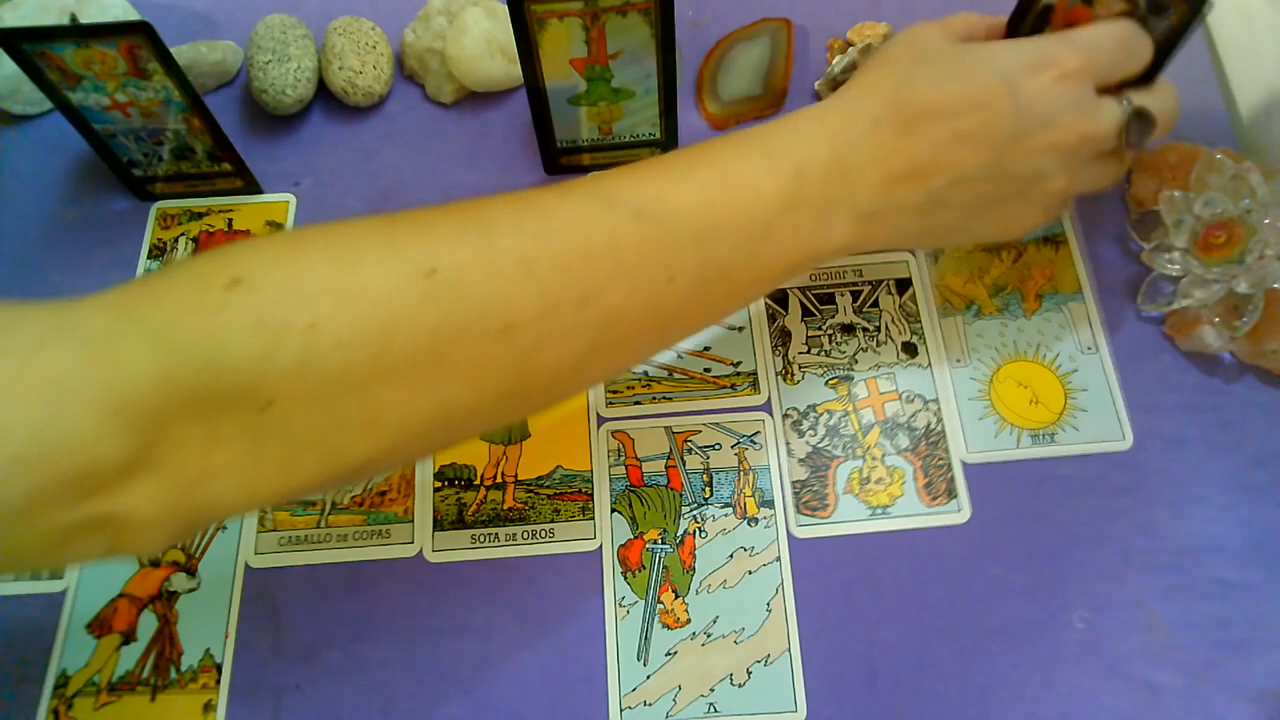 THE HANGED MAN
EL JUICIO
XVIII
CABALLO DE COPAS
SOTA DE OROS
V